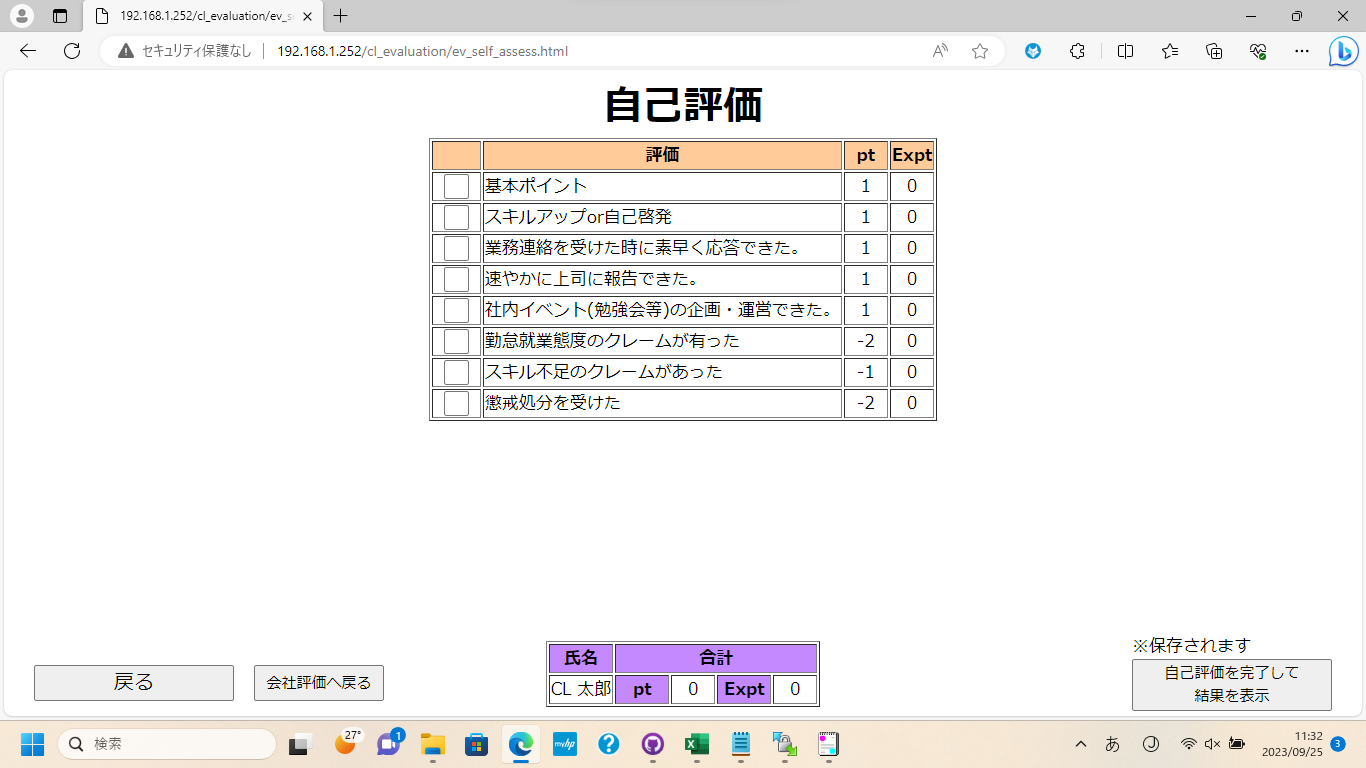 192.168.1.252/cl_evaluation/ev_s
セキュリティ保護なし 192.168.1.252/cl_evaluation/ev_self_assess.html
自己評価
評価 pt Expt
基本ポイント 1 0
スキルアップor自己啓発 1 0
業務連絡を受けた時に素早く応答できた。 1 0
速やかに上司に報告できた。 1 0
社内イベント(勉強会等)の企画・運営できた。 1 0
勤怠就業態度のクレームが有った -2 0
スキル不足のクレームがあった -1 0
懲戒処分を受けた -2 0
戻る
会社評価へ戻る
氏名 合計
CL 太郎 pt 0 Expt 0
※保存されます
自己評価を完了して
結果を表示
検索
27°
1
myhp
あ
11:32
2023/09/25
3